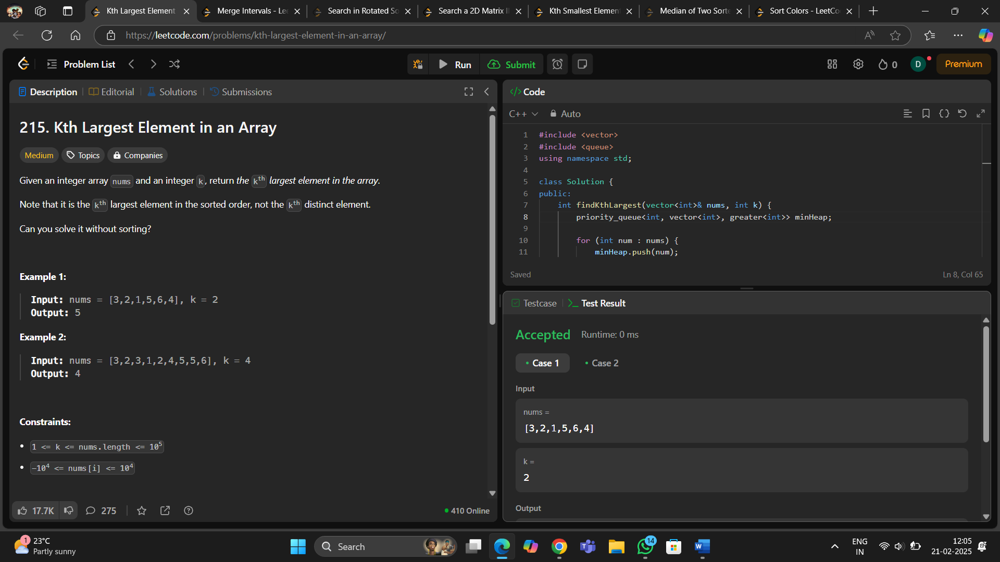 Kth Largest Element
Merge Intervals - Lee
Search in Rotated So
Search a 2D Matrix II
Kth Smallest Element
Median of Two Sorte
Sort Colors - LeetCo
https://leetcode.com/problems/kth-largest-element-in-an-array/
Problem List
Run
Submit
0
D
Premium
Description
Editorial
Solutions
Submissions
215. Kth Largest Element in an Array
Medium
Topics
Companies
Given an integer array nums and an integer k, return the kth largest element in the array.
Note that it is the kth largest element in the sorted order, not the kth distinct element.
Can you solve it without sorting?
Example 1:
Input: nums = [3,2,1,5,6,4], k = 2
Output: 5
Example 2:
Input: nums = [3,2,3,1,2,4,5,5,6], k = 4
Output: 4
Constraints:
• 1 <= k <= nums.length <= 10^5
• -10^4 <= nums[i] <= 10^4
17.7K
275
410 Online
</> Code
C++
Auto
1 #include <vector>
2 #include <queue>
3 using namespace std;
4
5 class Solution {
6 public:
7 int findKthLargest(vector<int>& nums, int k) {
8 priority_queue<int, vector<int>, greater<int>> minHeap;
9
10 for (int num : nums) {
11 minHeap.push(num);
Saved
Ln 8, Col 65
Testcase
>_ Test Result
Accepted
Runtime: 0 ms
• Case 1
• Case 2
Input
nums =
[3,2,1,5,6,4]
k =
2
Output
1
23°C
Partly sunny
Search
14
ENG
IN
12:05
21-02-2025